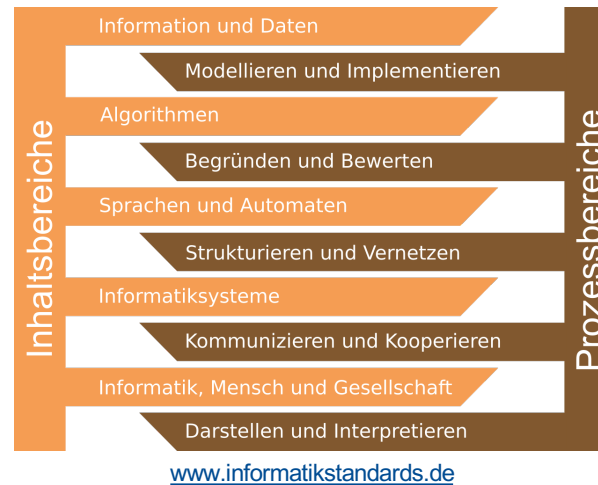 Inhaltsbereiche
Information und Daten
Modellieren und Implementieren
Algorithmen
Begründen und Bewerten
Sprachen und Automaten
Strukturieren und Vernetzen
Informatiksysteme
Kommunizieren und Kooperieren
Informatik, Mensch und Gesellschaft
Darstellen und Interpretieren
Prozessbereiche
www.informatikstandards.de